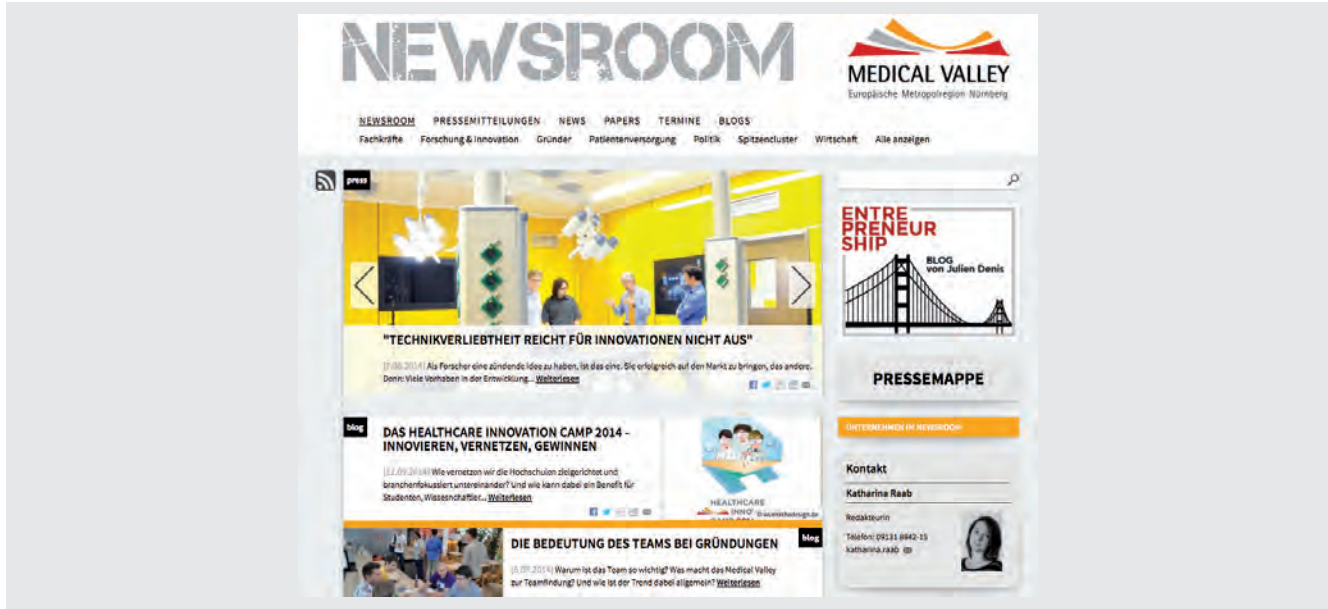 NEWSROOM
MEDICAL VALLEY
Europäische Metropolregion Nürnberg
NEWSROOM PRESSEMITTEILUNGEN NEWS PAPERS TERMINE BLOGS
Fachkräfte Forschung & Innovation Gründer Patientenversorgung Politik Spitzencluster Wirtschaft Alle anzeigen
press
"TECHNIKVERLIEBTHEIT REICHT FÜR INNOVATIONEN NICHT AUS"
Als Forscher eine zündende Idee zu haben, ist das eine. Sie erfolgreich auf den Markt zu bringen, das andere.
Denn: Viele Vorhaben in der Entwicklung... Weiterlesen
blog
DAS HEALTHCARE INNOVATION CAMP 2014 -
INNOVIEREN, VERNETZEN, GEWINNEN
Wie vernetzen wir die Hochschulen zielgerichtet und
branchenfokussiert untereinander? Und wie kann dabei ein Benefit für
Studenten, Wissenschaftler... Weiterlesen
HEALTHCARE
blog
DIE BEDEUTUNG DES TEAMS BEI GRÜNDUNGEN
Warum ist das Team so wichtig? Was macht das Medical Valley
zur Teamfindung? Und wie ist der Trend dabei allgemein? Weiterlesen
ENTRE
PRENEUR
SHIP
BLOG
von Julien Denis
PRESSEMAPPE
UNTERNEHMEN IM NEWSROOM
Kontakt
Katharina Raab
Redakteurin
Telefon: 09131 8942-15
katharina.raab